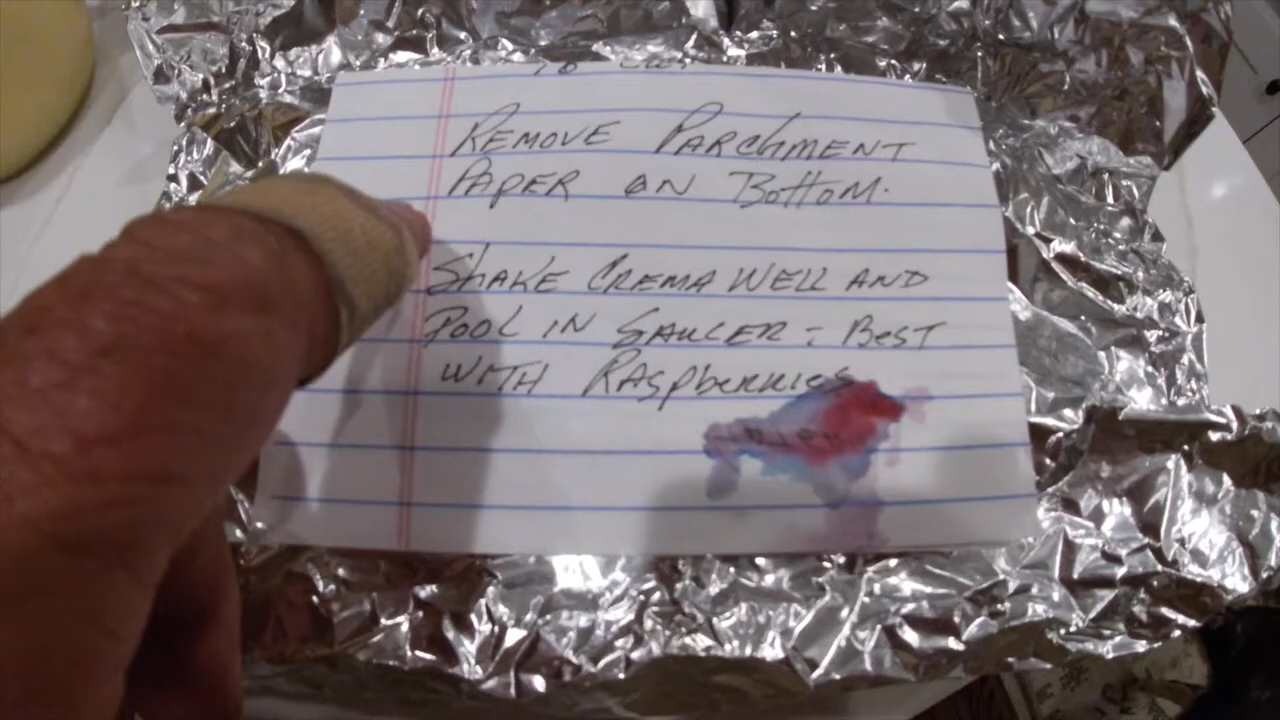 REMOVE PARCHMENT
PAPER ON BOTTOM.
SHAKE CREMA WELL AND
POOL IN SAUCER - BEST
WITH RASPBERRIES